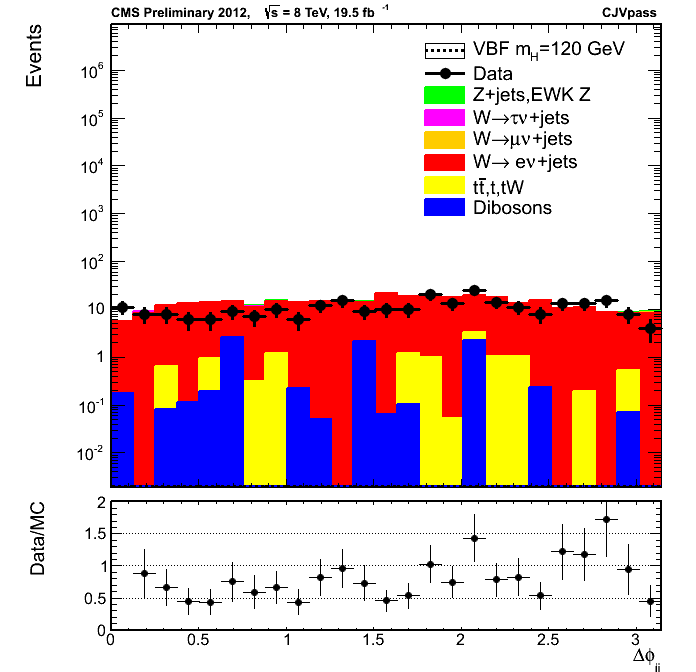 CMS Preliminary 2012, √s = 8 TeV, 19.5 fb⁻¹ CJVpass
Events
VBF m_H=120 GeV
Data
Z+jets,EWK Z
W→τν+jets
W→μν+jets
W→ eν+jets
tt̄,t,tW
Dibosons
10⁶
10⁵
10⁴
10³
10²
10
1
10⁻¹
10⁻²
Data/MC
2
1.5
1
0.5
0
0 0.5 1 1.5 2 2.5 3
Δϕ_jj